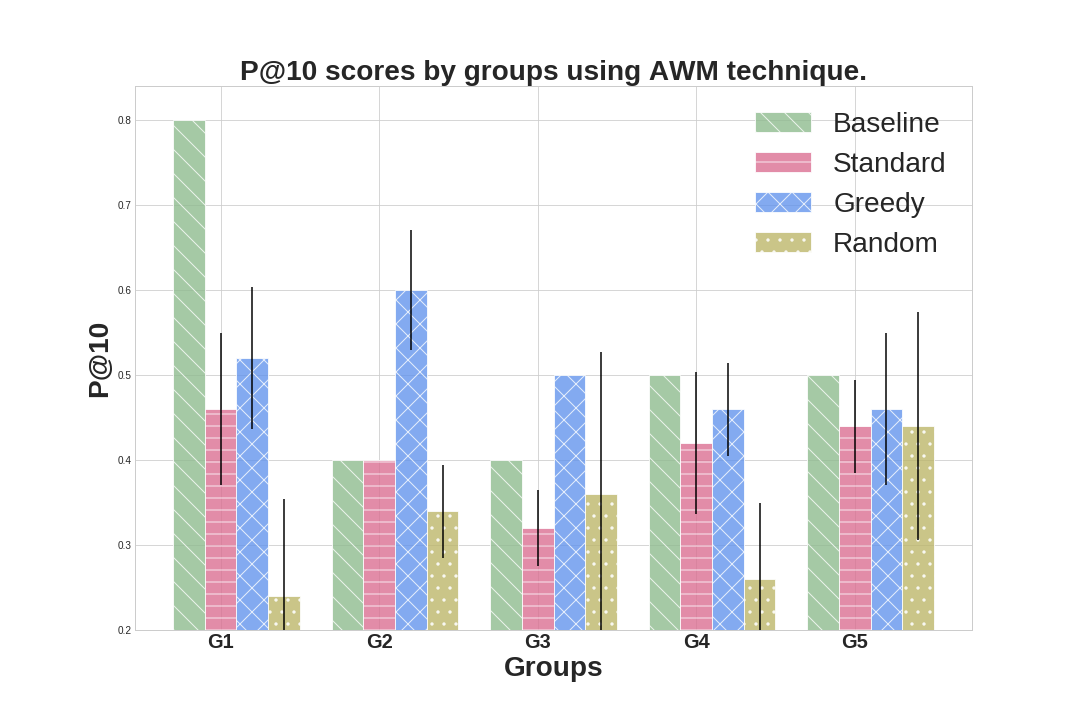 P@10 scores by groups using AWM technique.
Baseline
Standard
Greedy
Random
P@10
0.8
0.7
0.6
0.5
0.4
0.3
0.2
G1 G2 G3 G4 G5
Groups